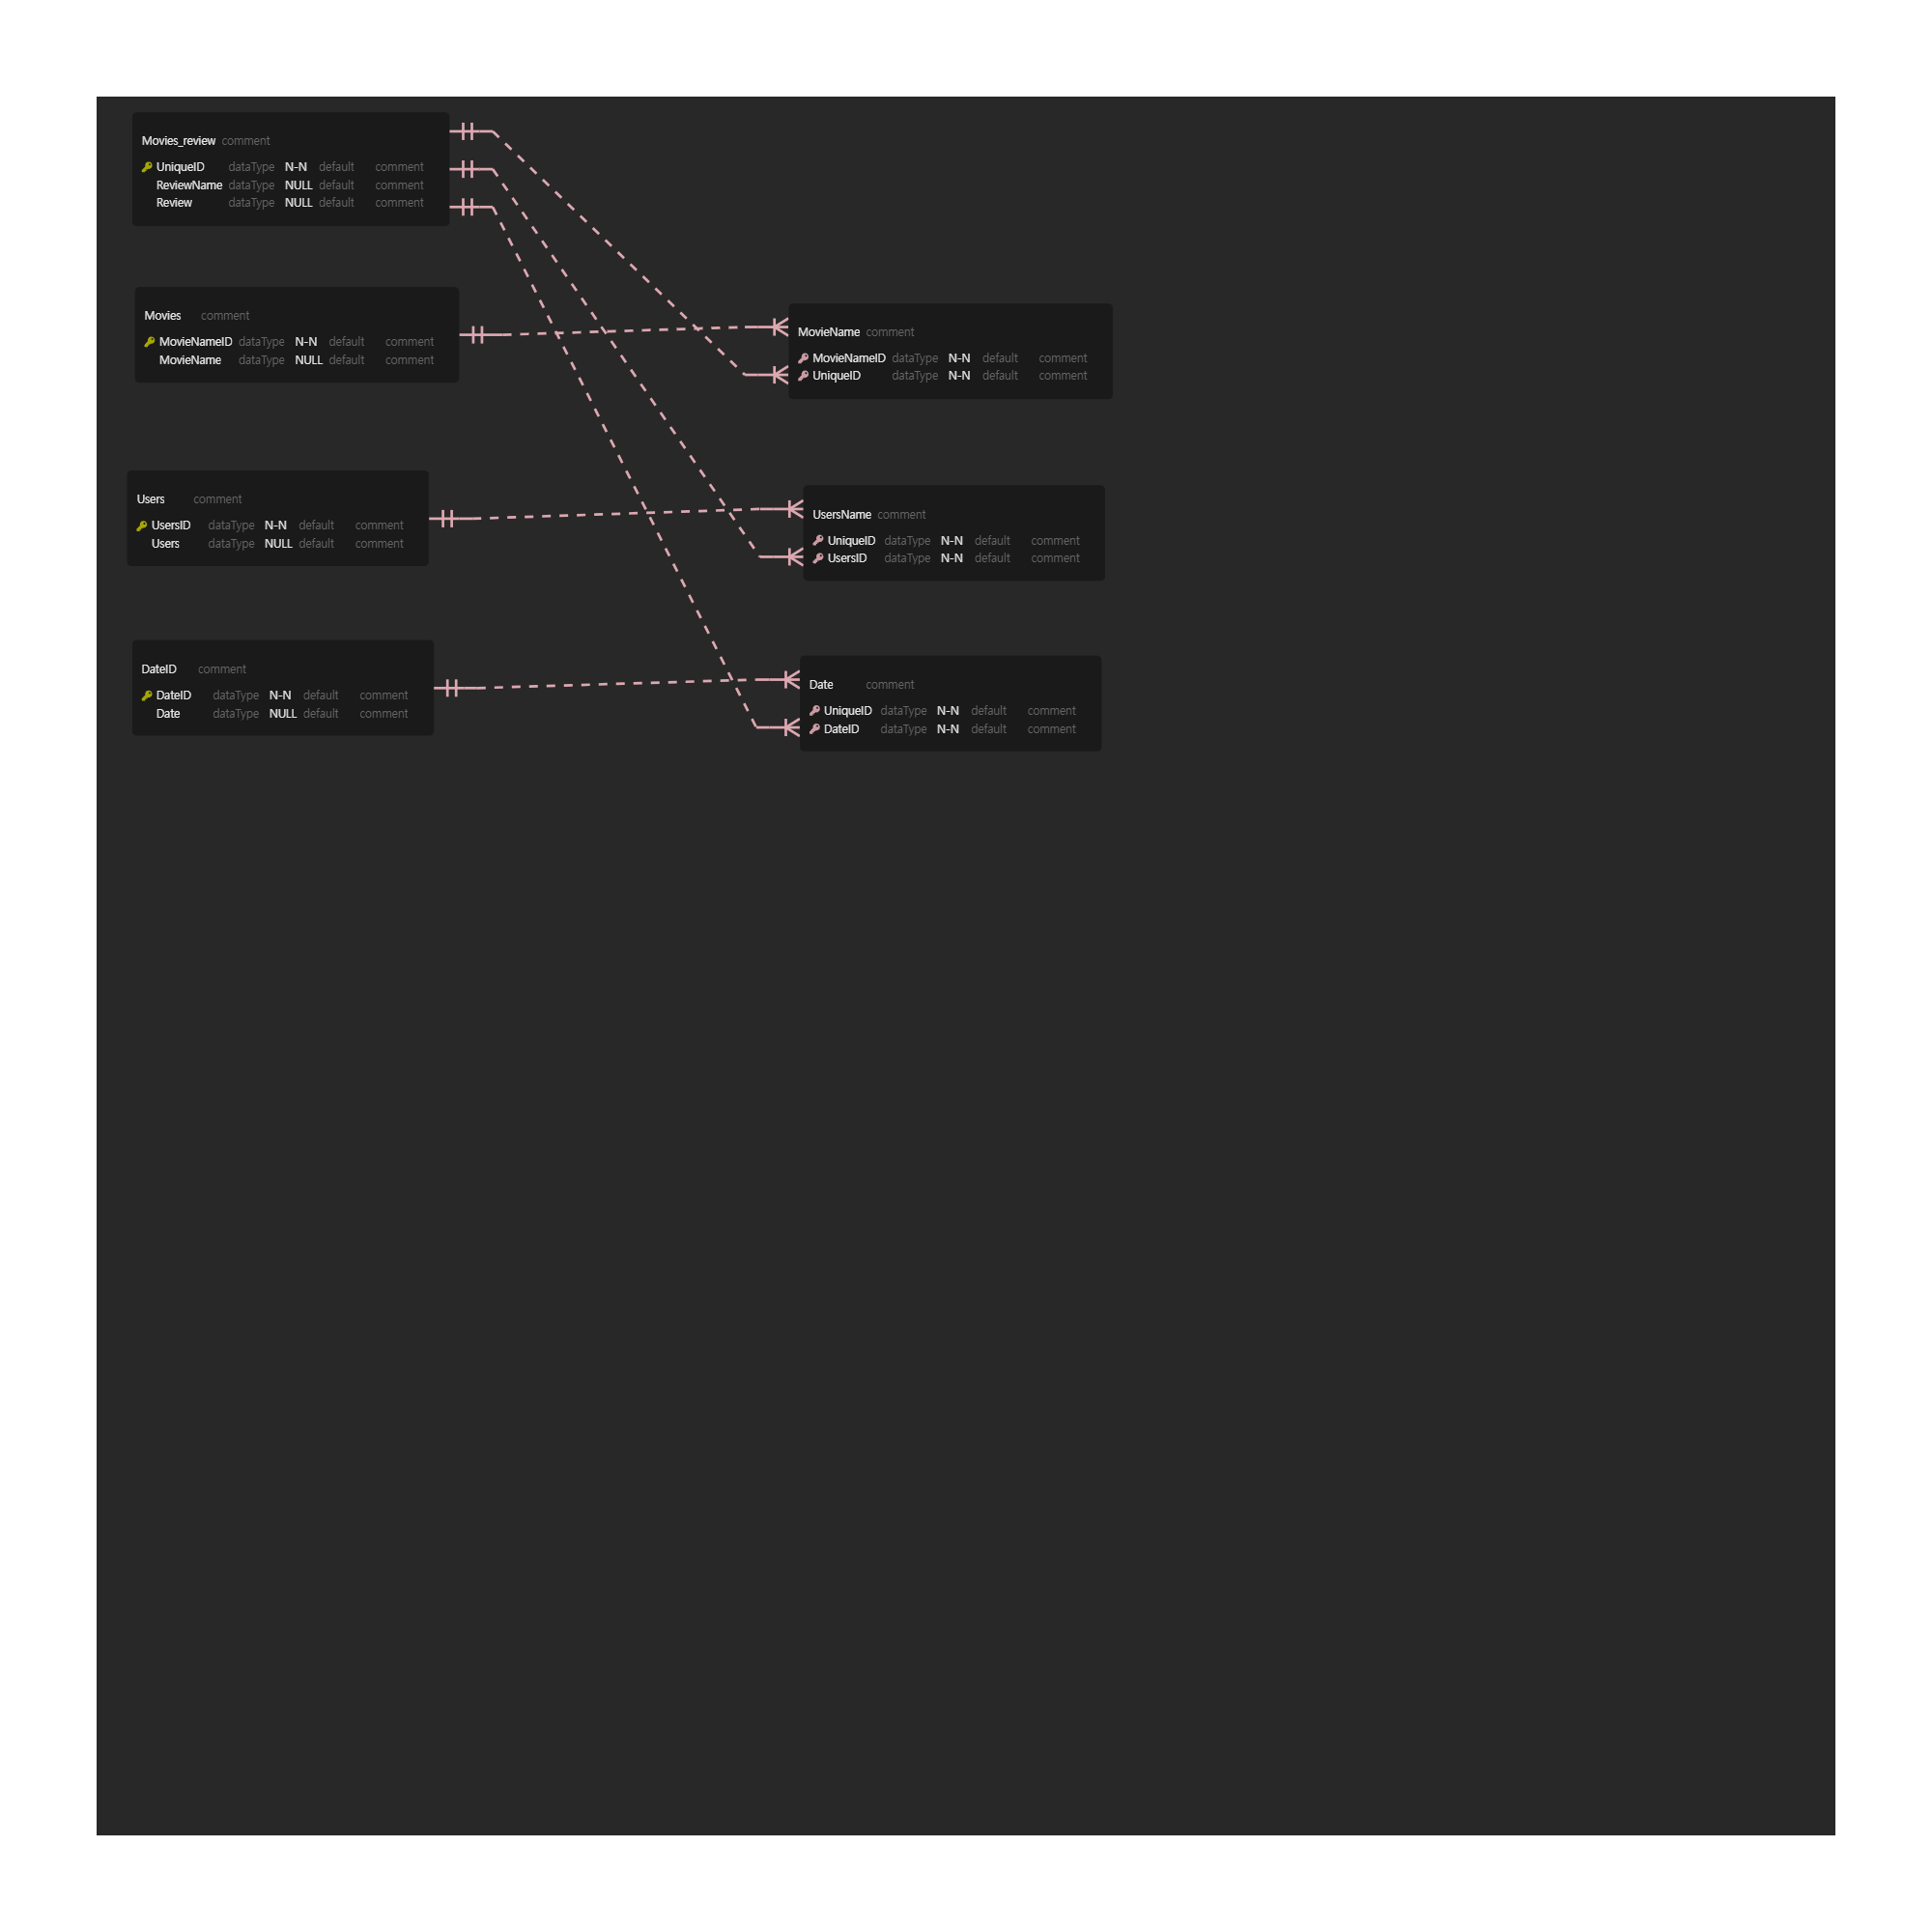 Movies_review comment
UniqueID dataType N-N default comment
ReviewName dataType NULL default comment
Review dataType NULL default comment
Movies comment
MovieNameID dataType N-N default comment
MovieName dataType NULL default comment
MovieName comment
MovieNameID dataType N-N default comment
UniqueID dataType N-N default comment
Users comment
UsersID dataType N-N default comment
Users dataType NULL default comment
UsersName comment
UniqueID dataType N-N default comment
UsersID dataType N-N default comment
DateID comment
DateID dataType N-N default comment
Date dataType NULL default comment
Date comment
UniqueID dataType N-N default comment
DateID dataType N-N default comment